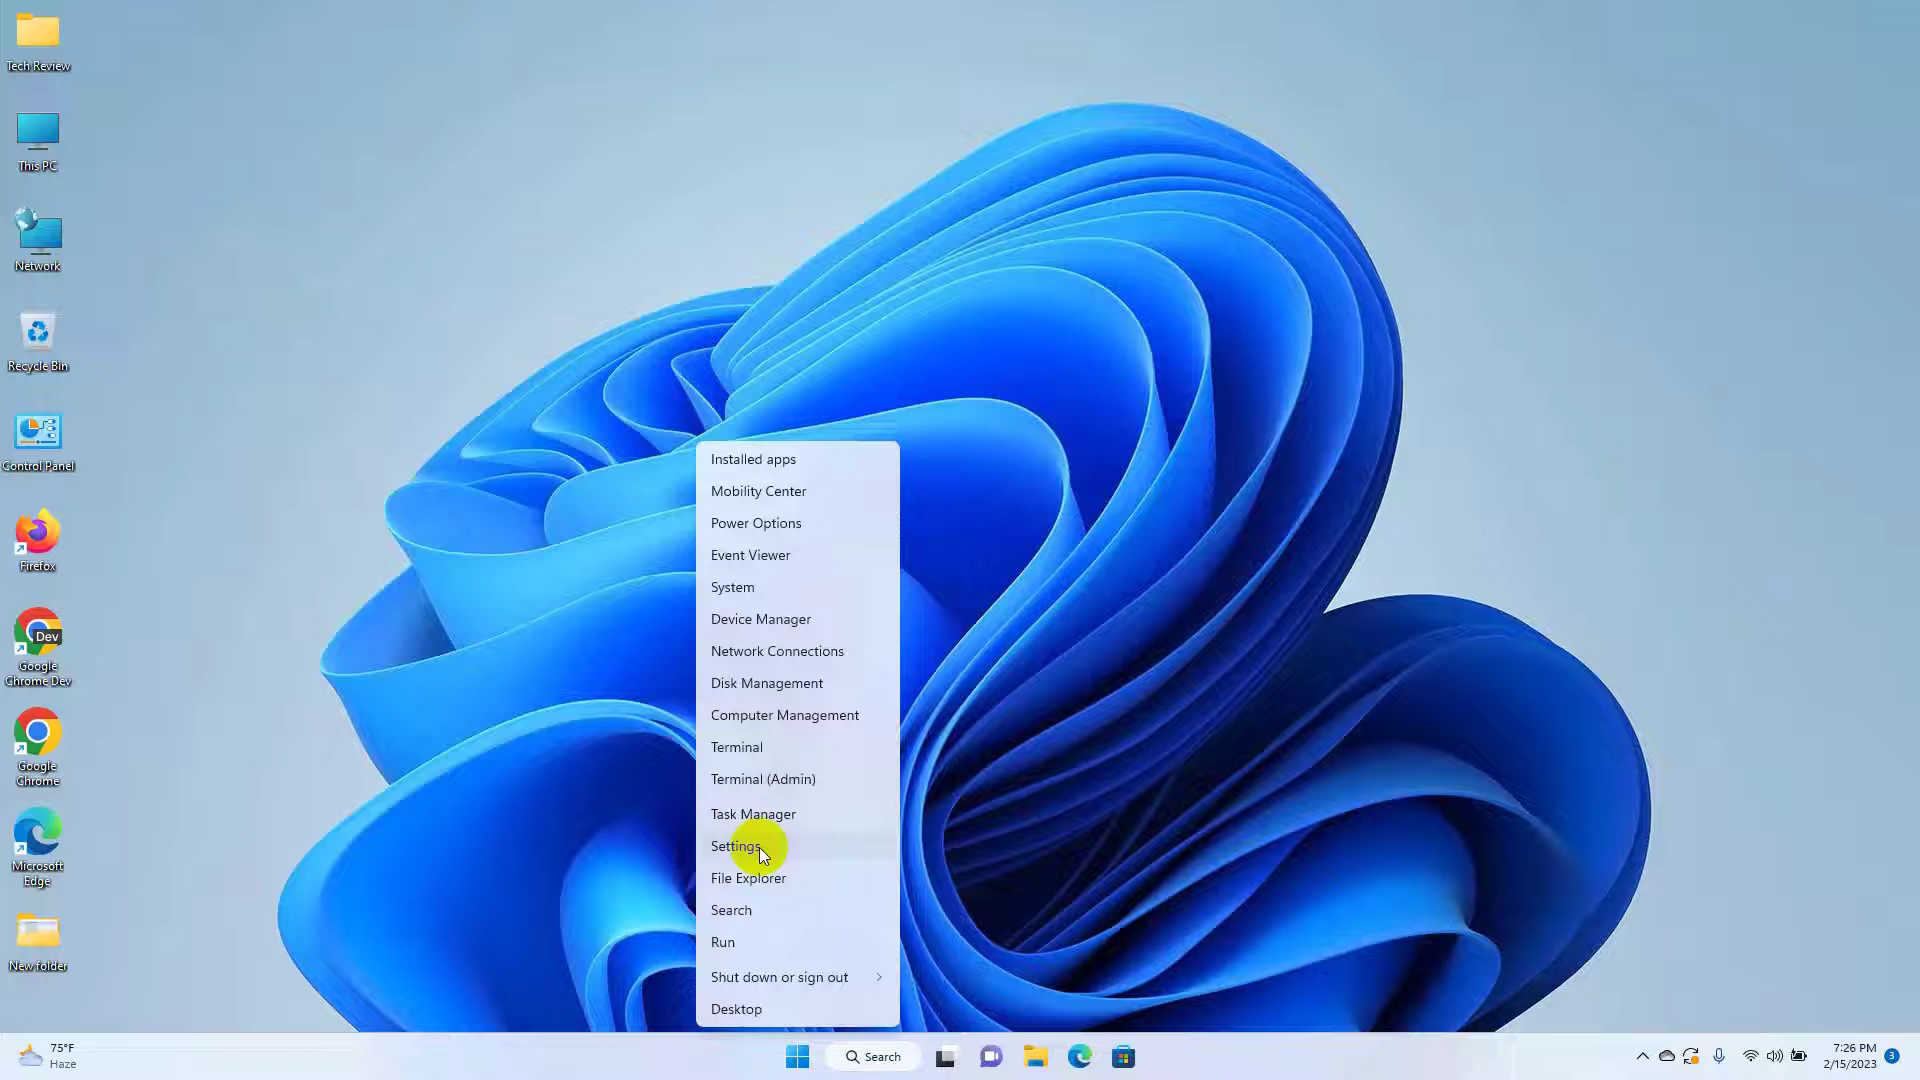 Tech Review
This PC
Network
Recycle Bin
Control Panel
Firefox
Dev
Google
Chrome Dev
Google
Chrome
Microsoft
Edge
New folder
Installed apps
Mobility Center
Power Options
Event Viewer
System
Device Manager
Network Connections
Disk Management
Computer Management
Terminal
Terminal (Admin)
Task Manager
Settings
File Explorer
Search
Run
Shut down or sign out
Desktop
75°F
Haze
Search
7:26 PM
2/15/2023
3